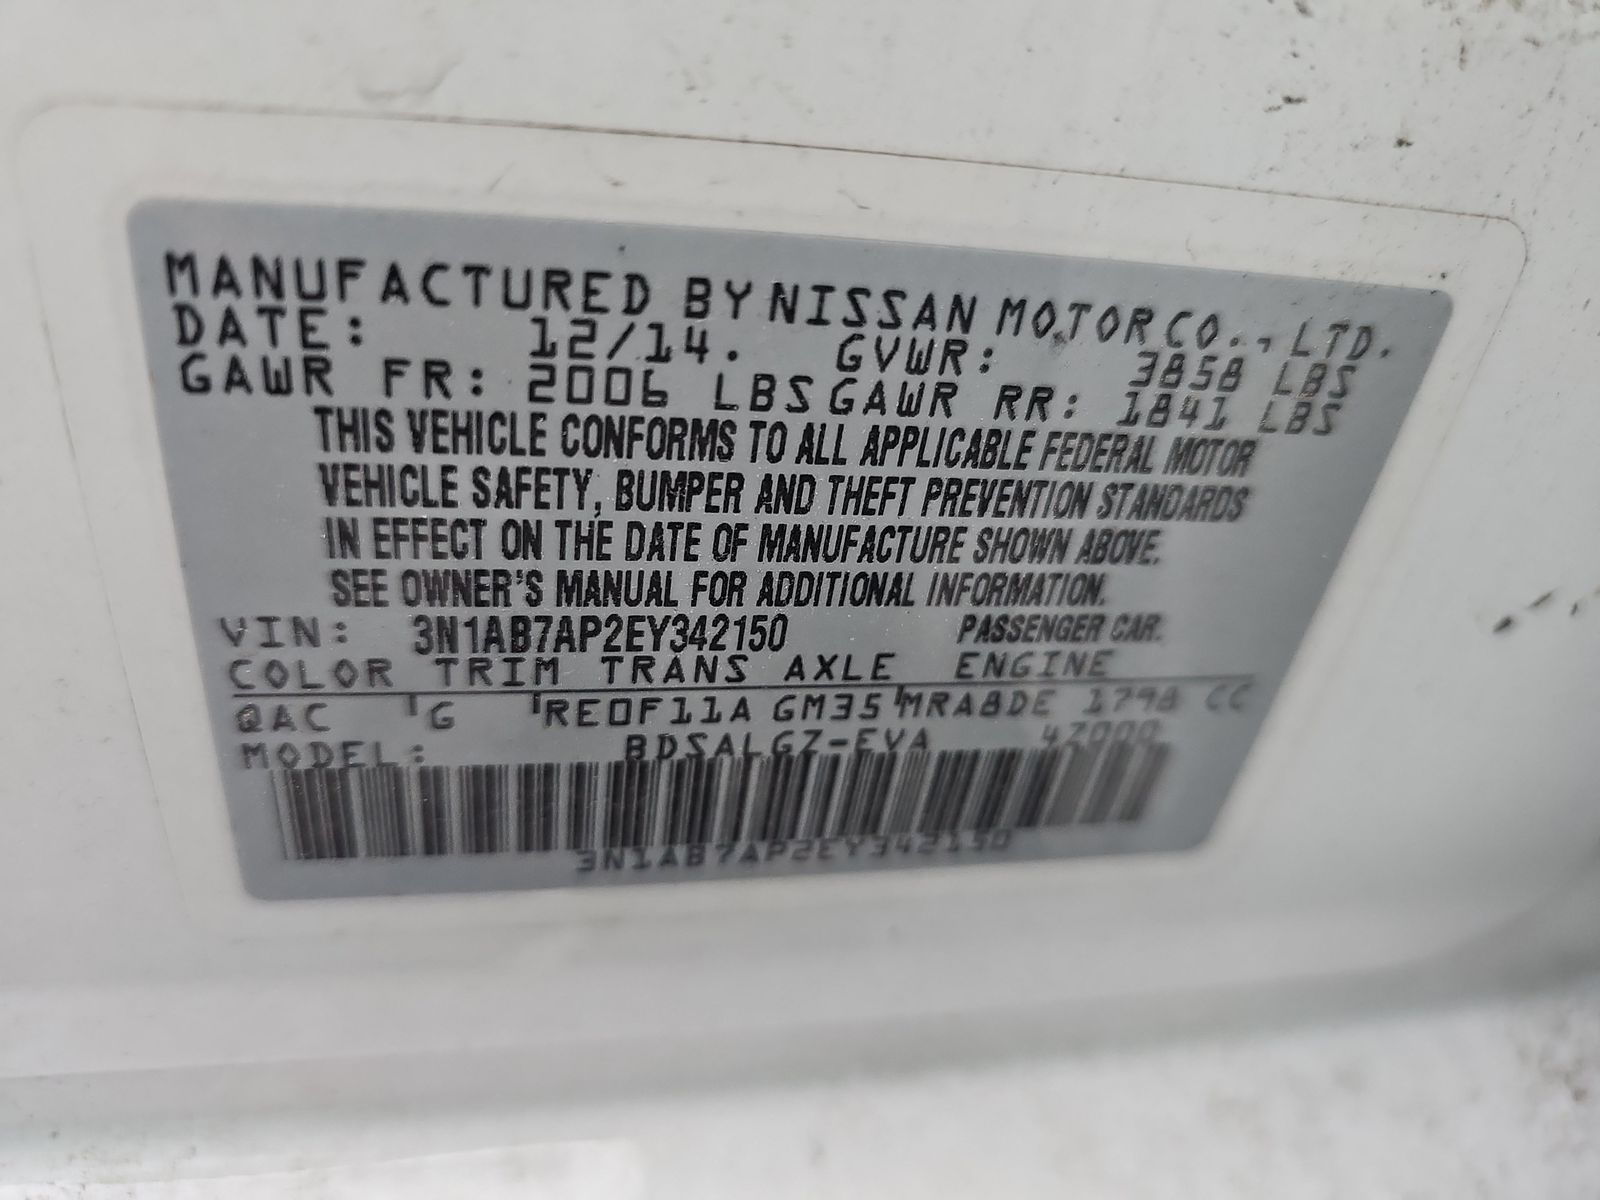 MANUFACTURED BY NISSAN MOTOR CO., LTD.
DATE: 12/14. GVWR: 3858 LBS
GAWR FR: 2006 LBS GAWR RR: 1841 LBS
THIS VEHICLE CONFORMS TO ALL APPLICABLE FEDERAL MOTOR
VEHICLE SAFETY, BUMPER AND THEFT PREVENTION STANDARDS
IN EFFECT ON THE DATE OF MANUFACTURE SHOWN ABOVE.
SEE OWNER'S MANUAL FOR ADDITIONAL INFORMATION.
VIN: 3N1AB7AP2EY342150 PASSENGER CAR.
COLOR TRIM TRANS AXLE ENGINE
QAC G RE0F11A GM35 MRA8DE 1798 CC
MODEL: BDSALGZ-EVA 47000
3N1AB7AP2EY342150